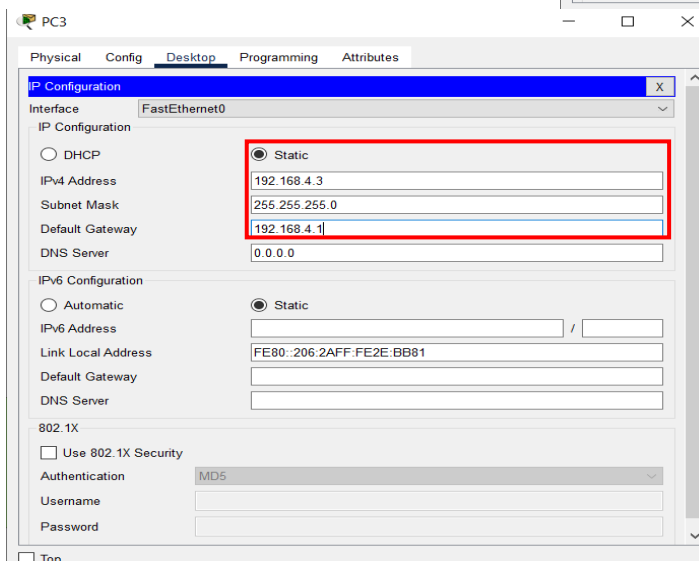 PC3
Physical Config Desktop Programming Attributes
IP Configuration X
Interface FastEthernet0
IP Configuration
DHCP Static
IPv4 Address 192.168.4.3
Subnet Mask 255.255.255.0
Default Gateway 192.168.4.1
DNS Server 0.0.0.0
IPv6 Configuration
Automatic Static
IPv6 Address /
Link Local Address FE80::206:2AFF:FE2E:BB81
Default Gateway
DNS Server
802.1X
Use 802.1X Security
Authentication MD5
Username
Password
Top